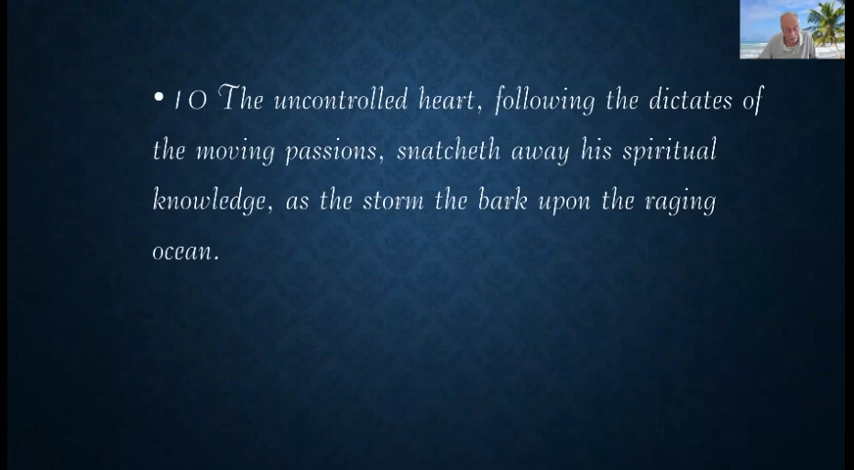 • 10 The uncontrolled heart, following the dictates of
the moving passions, snatcheth away his spiritual
knowledge, as the storm the bark upon the raging
ocean.